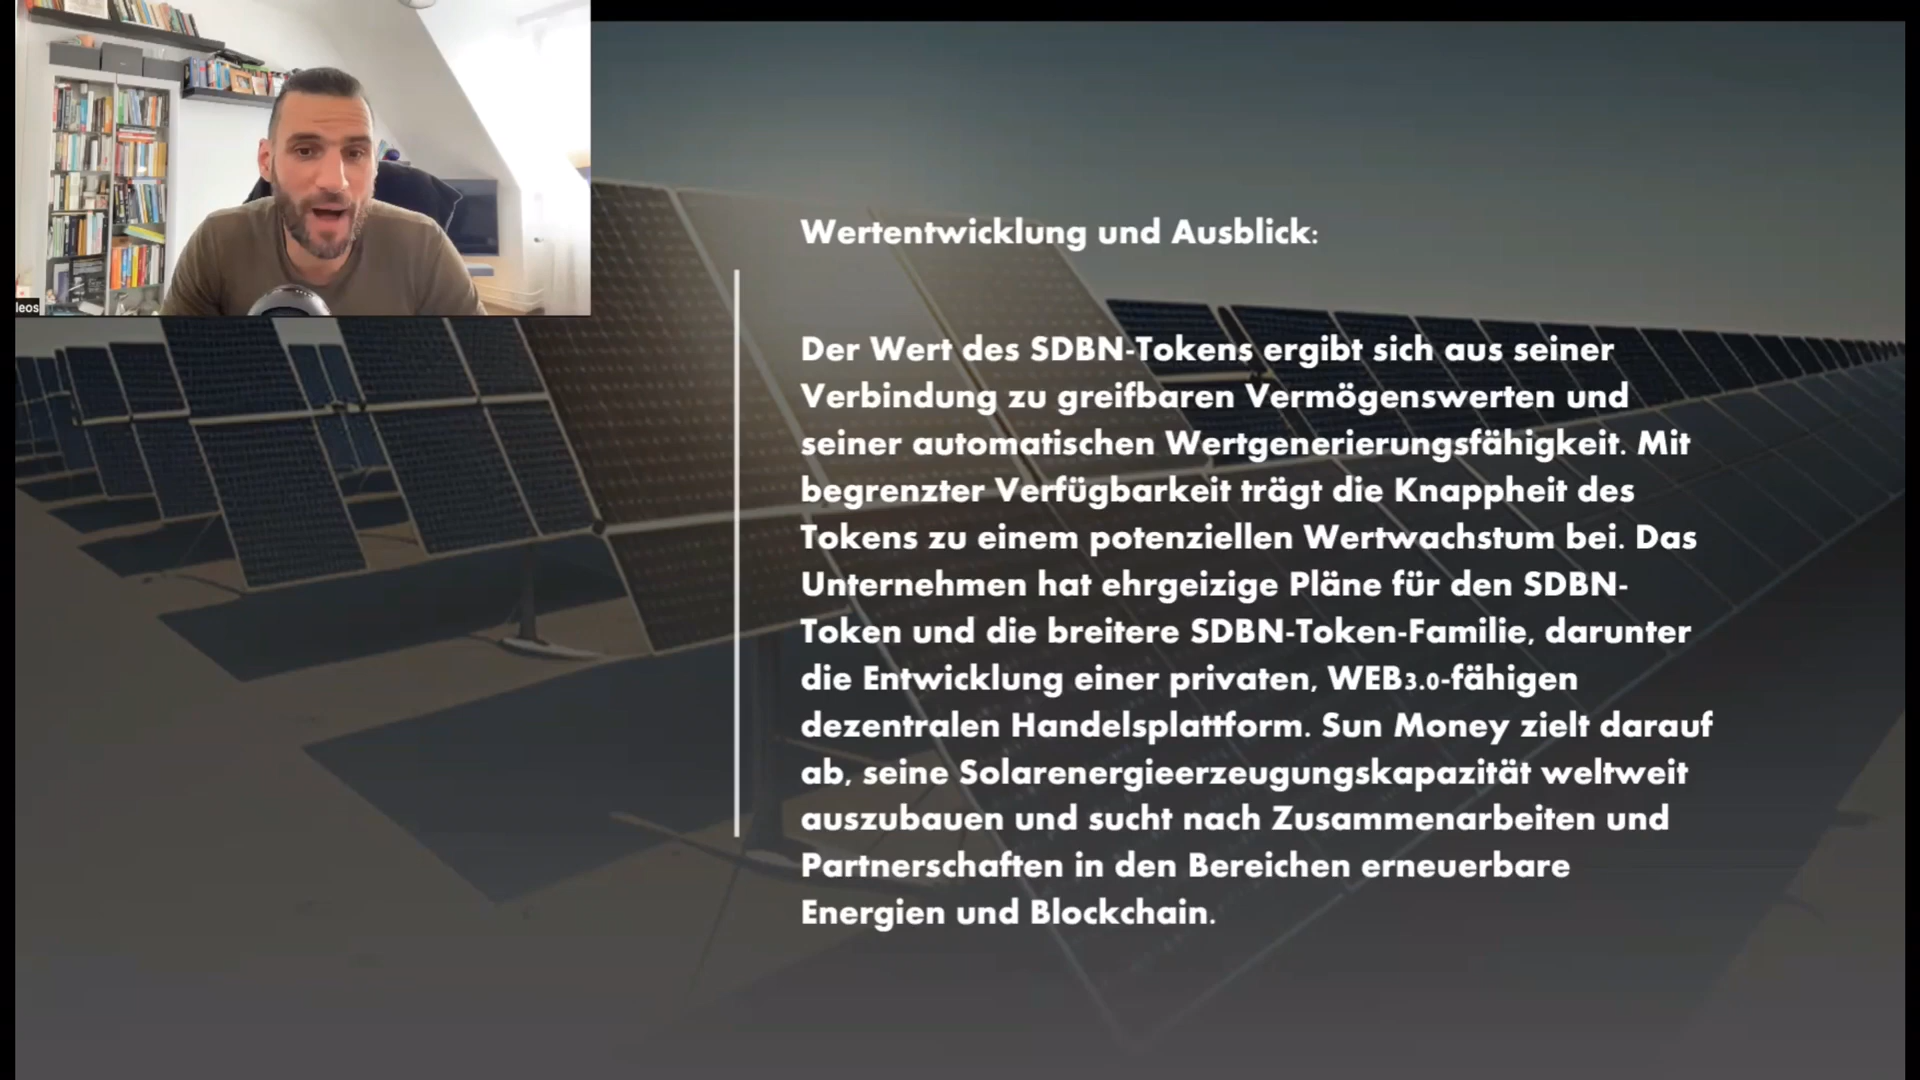 Wertentwicklung und Ausblick:
Der Wert des SDBN-Tokens ergibt sich aus seiner
Verbindung zu greifbaren Vermögenswerten und
seiner automatischen Wertgenerierungsfähigkeit. Mit
begrenzter Verfügbarkeit trägt die Knappheit des
Tokens zu einem potenziellen Wertwachstum bei. Das
Unternehmen hat ehrgeizige Pläne für den SDBN-
Token und die breitere SDBN-Token-Familie, darunter
die Entwicklung einer privaten, WEB3.0-fähigen
dezentralen Handelsplattform. Sun Money zielt darauf
ab, seine Solarenergieerzeugungskapazität weltweit
auszubauen und sucht nach Zusammenarbeiten und
Partnerschaften in den Bereichen erneuerbare
Energien und Blockchain.
leos